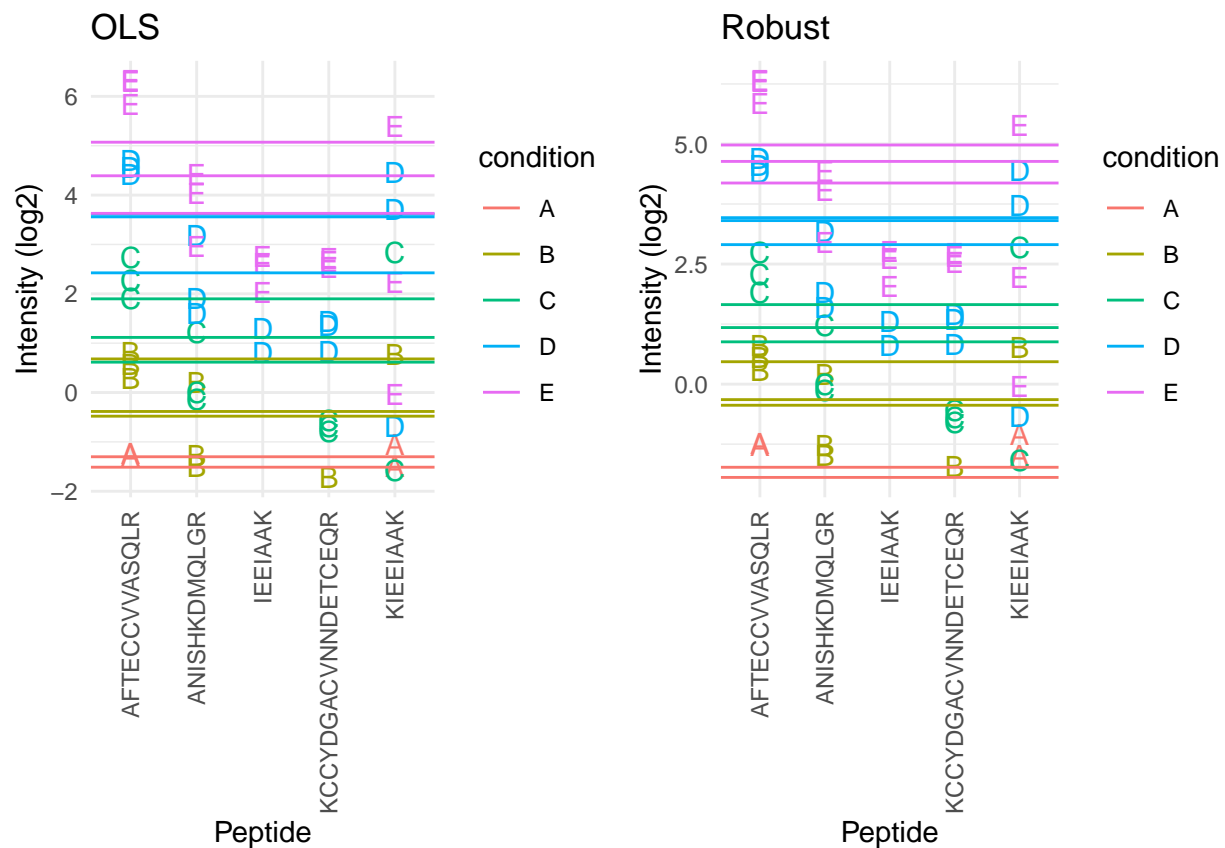 OLS
Intensity (log2)
6
4
2
0
−2
E
E
E
D
D
D
C
C
C
B
B
B
B
A
A
E
E
E
D
E
D
D
C
B
C
C
B
B
E
E
E
D
D
E
E
E
D
D
D
C
C
C
B
E
D
D
C
E
B
E
D
A
A
C
C
AFTECCVVASQLR
ANISHKDMQLGR
IEEIAAK
KCCYDGACVNNDETCEQR
KIEEIAAK
Peptide
condition
A
B
C
D
E
Robust
Intensity (log2)
5.0
2.5
0.0
E
E
E
D
D
D
C
C
C
B
B
B
B
A
A
E
E
D
E
E
D
D
C
B
C
C
B
B
E
E
E
D
D
E
E
E
D
D
D
C
C
C
B
E
D
D
C
E
B
E
D
A
A
C
C
AFTECCVVASQLR
ANISHKDMQLGR
IEEIAAK
KCCYDGACVNNDETCEQR
KIEEIAAK
Peptide
condition
A
B
C
D
E